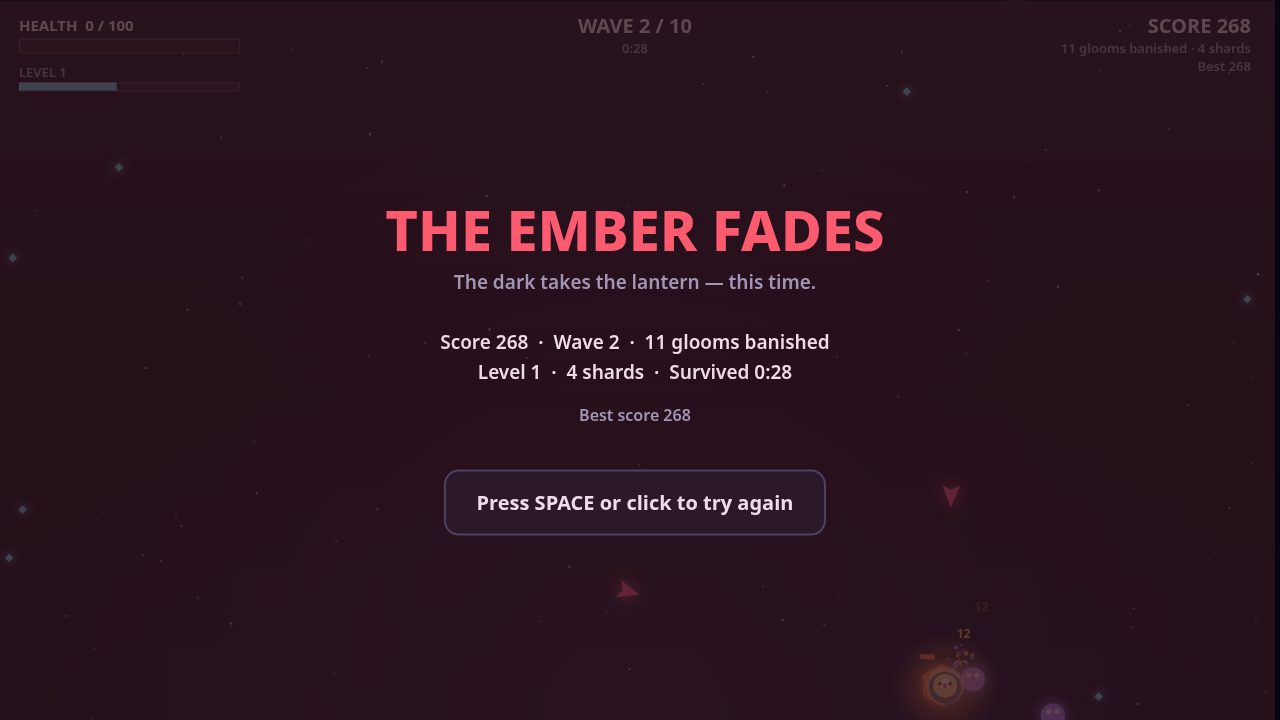 HEALTH 0 / 100
LEVEL 1
WAVE 2 / 10
0:28
SCORE 268
11 glooms banished · 4 shards
Best 268
THE EMBER FADES
The dark takes the lantern — this time.
Score 268 · Wave 2 · 11 glooms banished
Level 1 · 4 shards · Survived 0:28
Best score 268
Press SPACE or click to try again
12
12